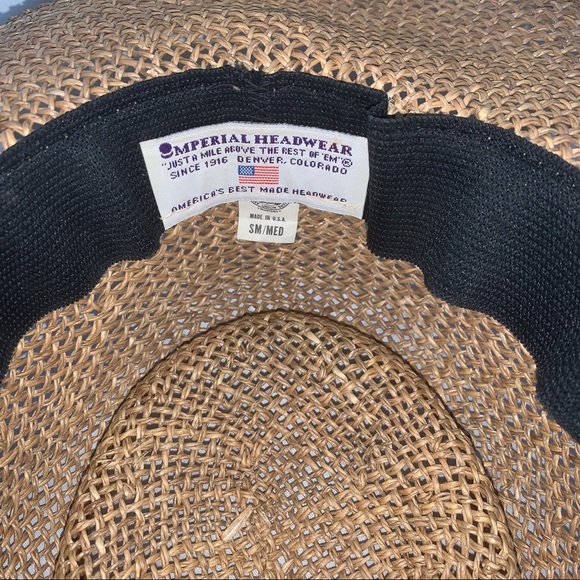 IMPERIAL HEADWEAR
"JUST A MILE ABOVE THE REST OF 'EM"®
SINCE 1916 DENVER, COLORADO
AMERICA'S BEST MADE HEADWEAR
MADE IN U.S.A.
SM/MED